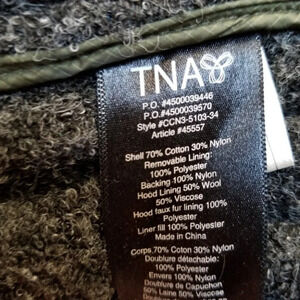 TNA
P.O. #4500039446
P.O. #4500039570
Style #CCN3-5103-34
Article #45557
Shell 70% Cotton 30% Nylon
Removable Lining:
100% Polyester
Backing 100% Nylon
Hood Lining 50% Wool
50% Viscose
Hood faux fur lining 100%
Polyester
Liner fill 100% Polyester
Made in China
Corps:70% Coton 30% Nylon
Doublure détachable:
100% Polyester
Envers 100% Nylon
Doublure de Capuchon
50% Laine 50% Viscose